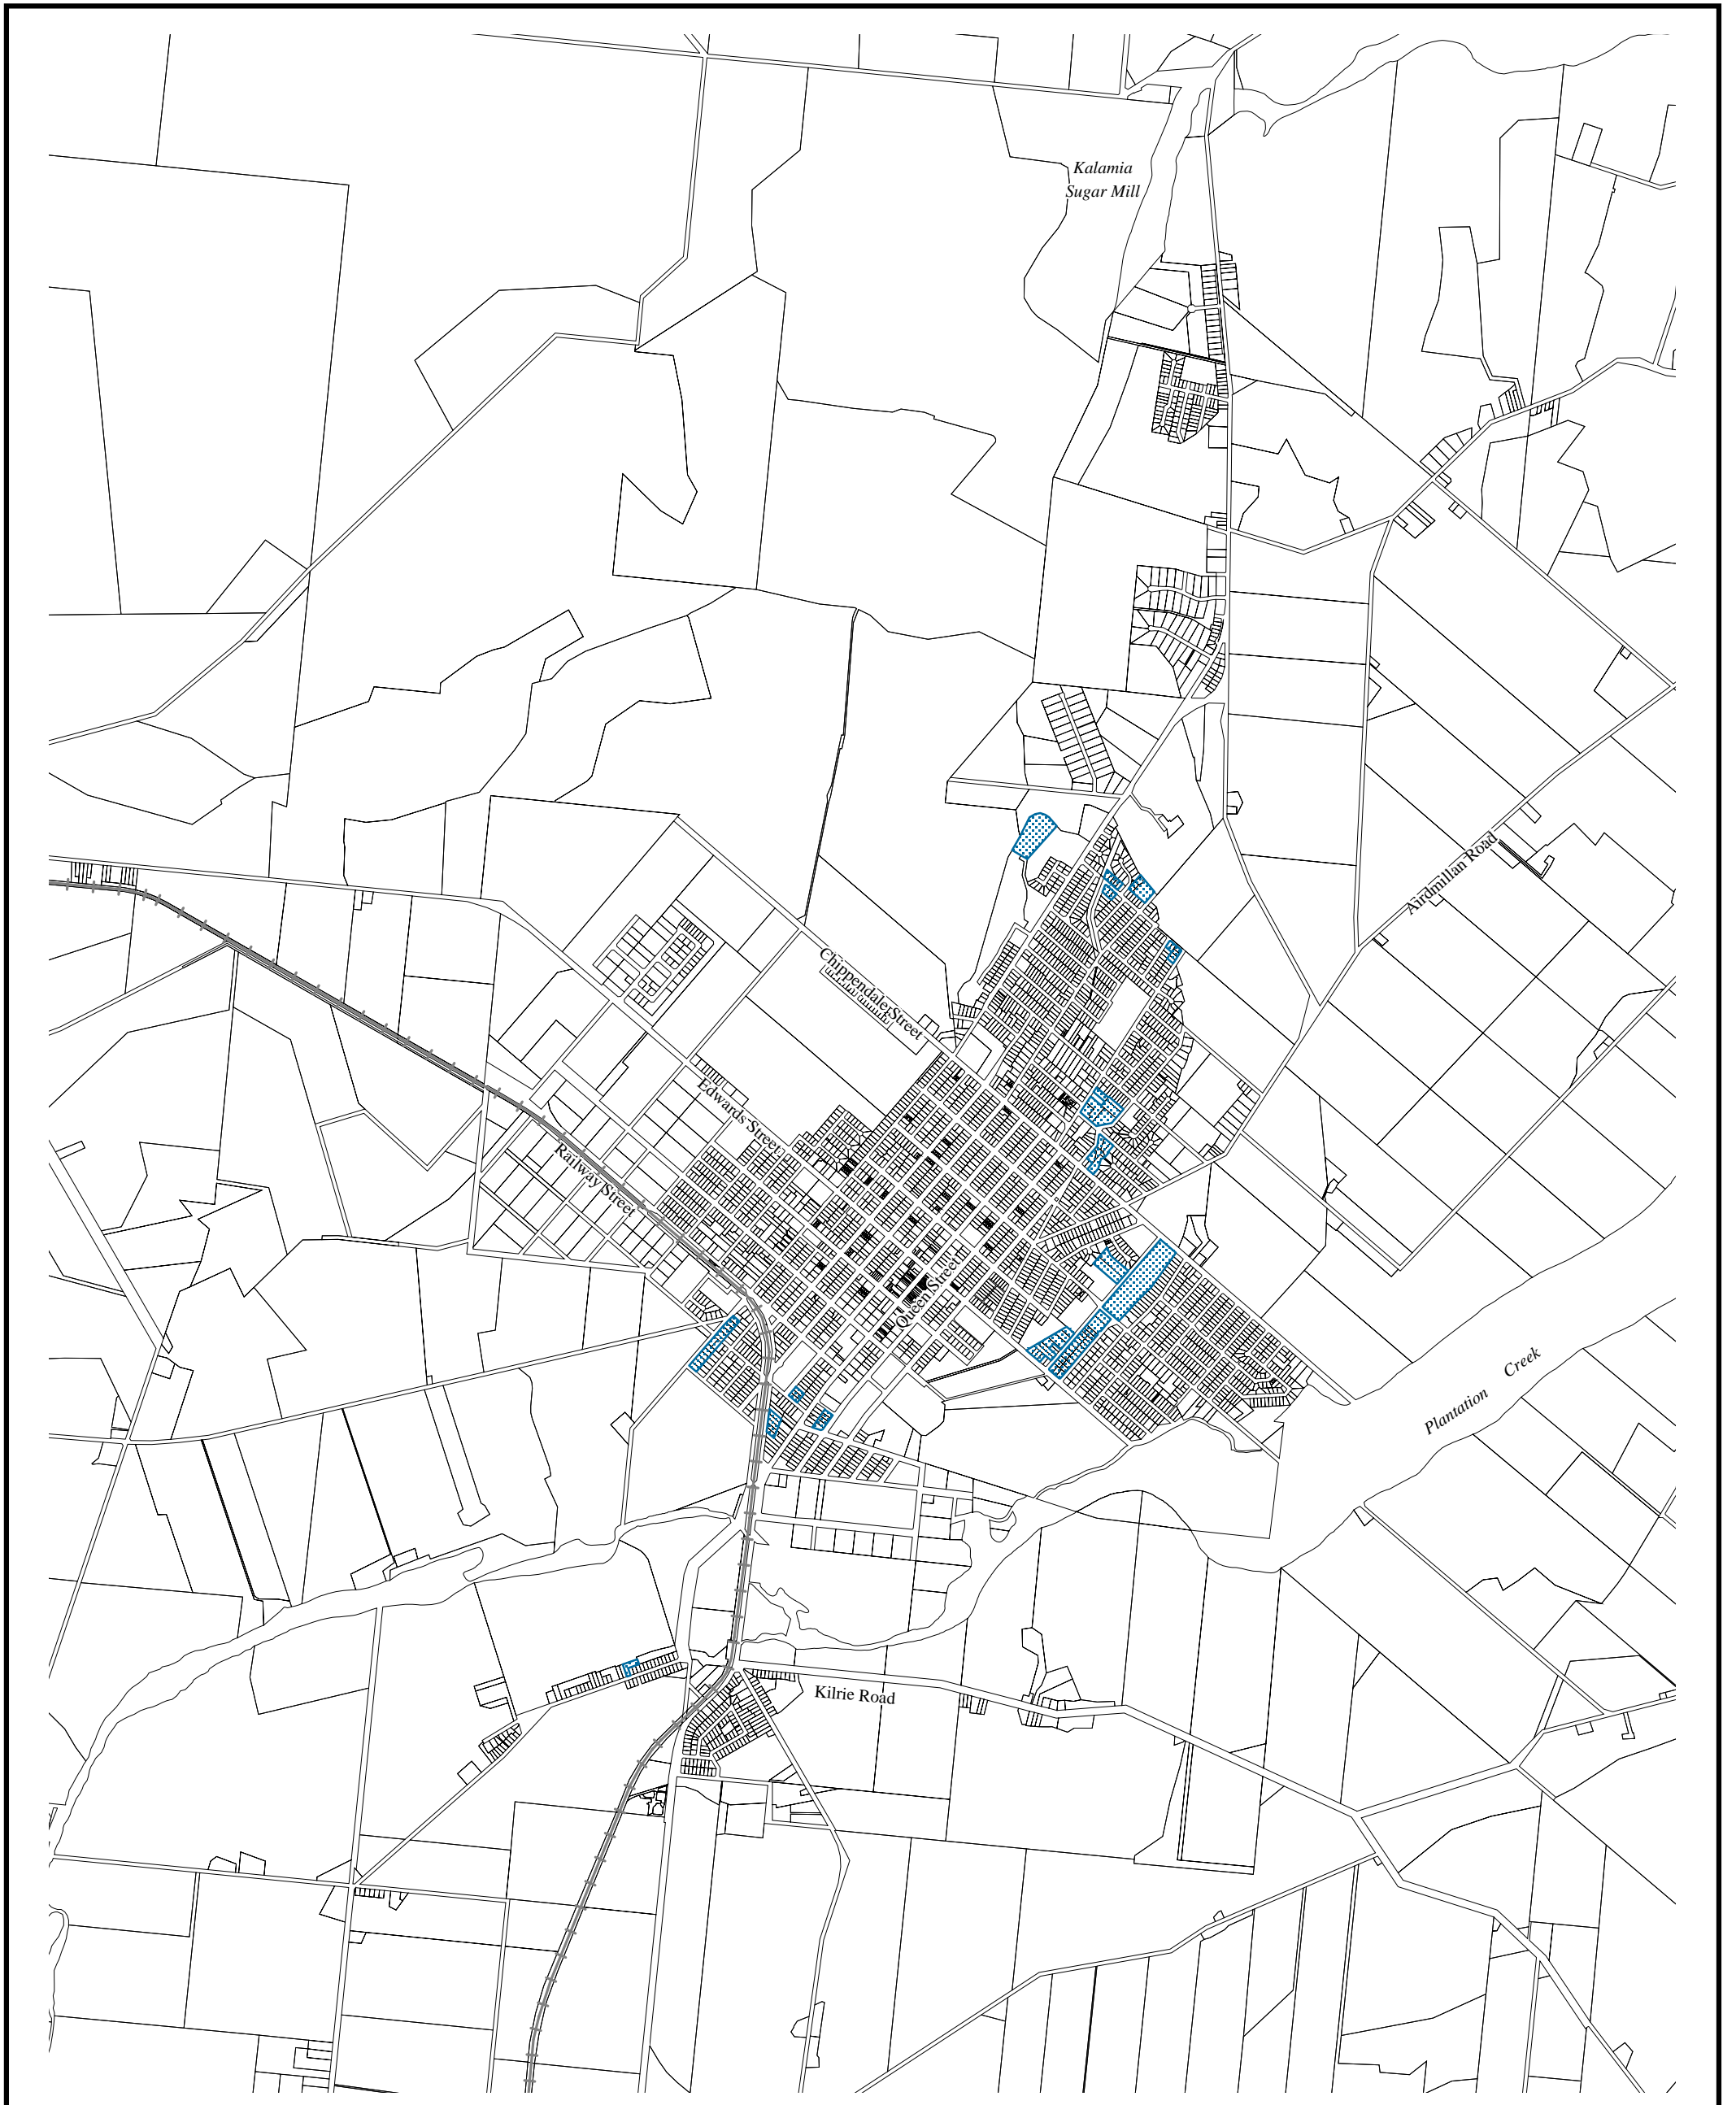 Kalamia
Sugar Mill
Airdmillan Road
Chippendale Street
Edwards Street
Railway Street
Queen Street
Plantation Creek
Kilrie Road